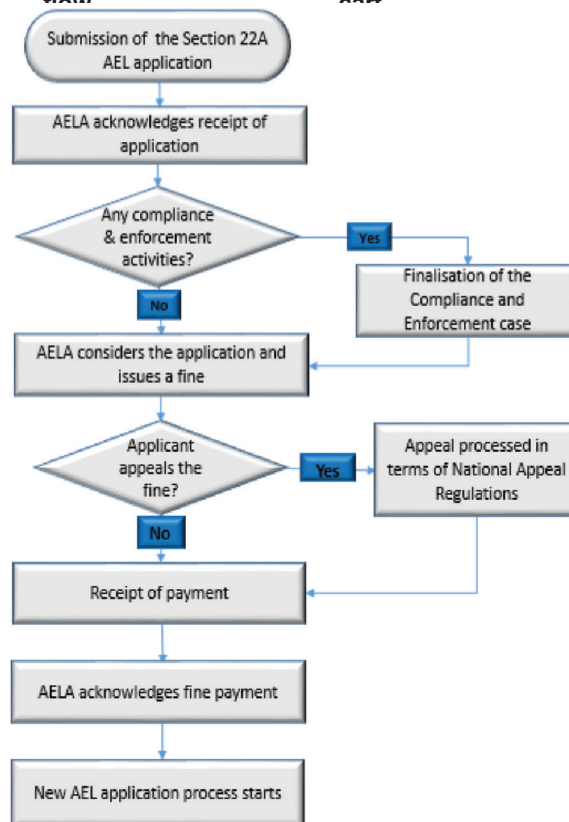 Submission of the Section 22A
AEL application
AELA acknowledges receipt of
application
Any compliance
& enforcement
activities?
Yes
Finalisation of the
Compliance and
Enforcement case
No
AELA considers the application and
issues a fine
Applicant
appeals the
fine?
Yes
Appeal processed in
terms of National Appeal
Regulations
No
Receipt of payment
AELA acknowledges fine payment
New AEL application process starts